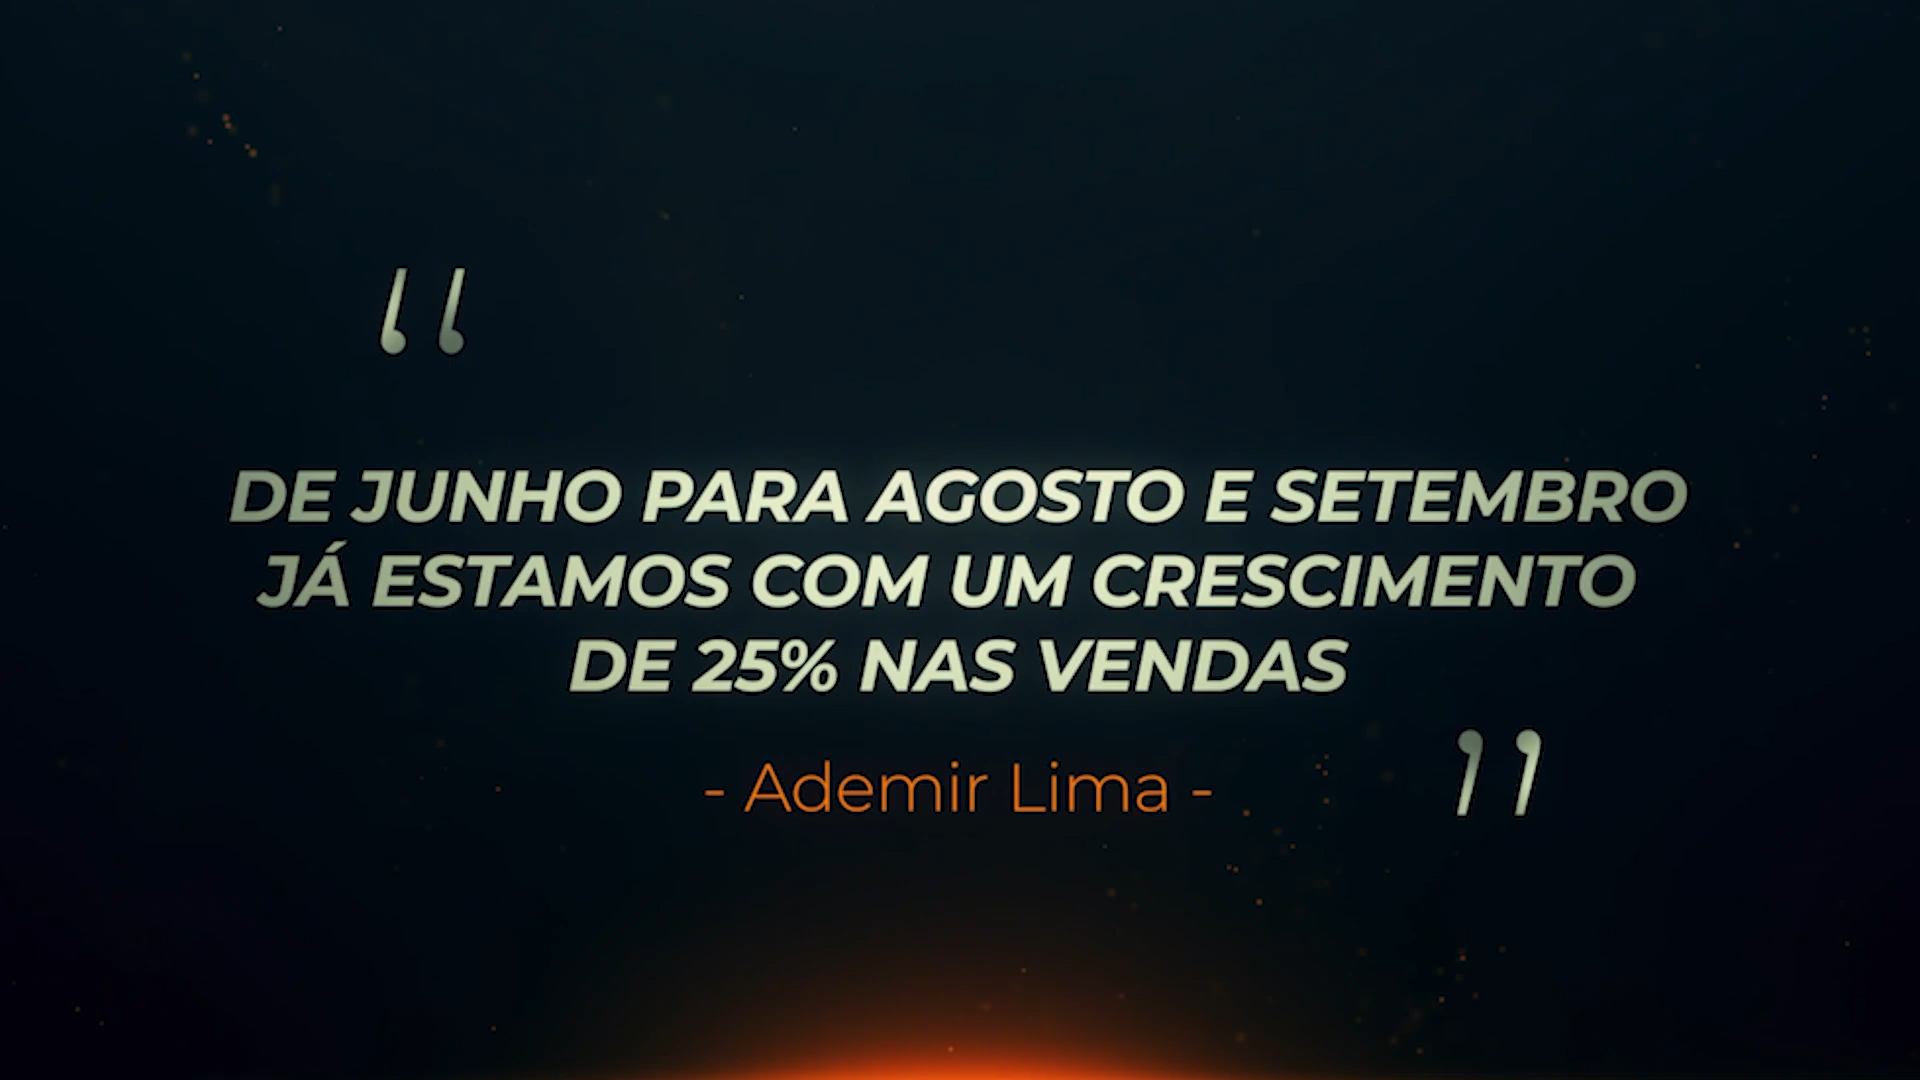 “
DE JUNHO PARA AGOSTO E SETEMBRO
JÁ ESTAMOS COM UM CRESCIMENTO
DE 25% NAS VENDAS
”
- Ademir Lima -